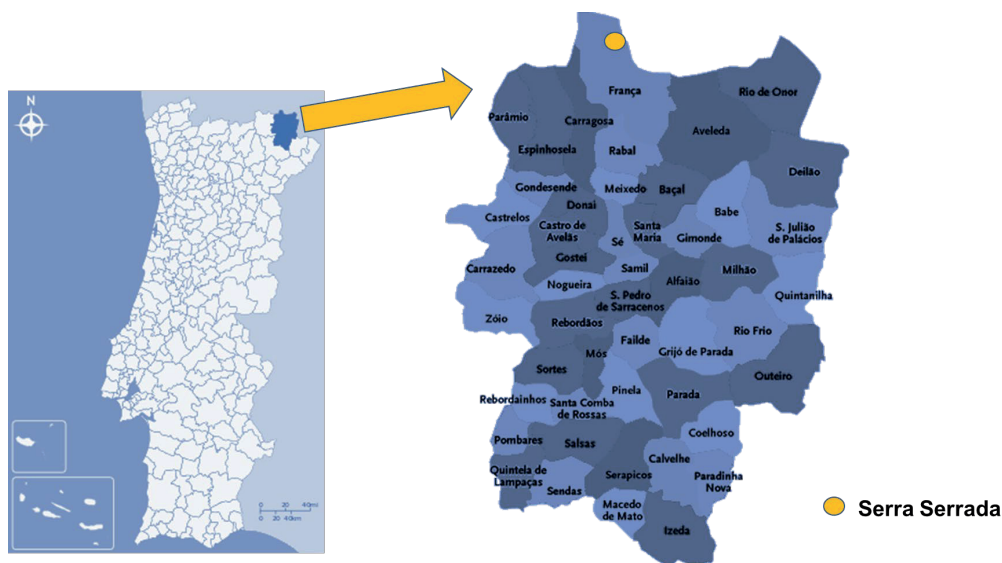 N
0 20 40mi
0 20 40km
França
Rio de Onor
Parâmio
Carragosa
Aveleda
Espinhosela
Rabal
Deilão
Gondesende
Meixedo
Baçal
Donai
Babe
Castrelos
Castro de
Avelãs
Santa
Maria
S. Julião
de Palácios
Sé
Gimonde
Gostei
Carrazedo
Samil
Milhão
Alfaião
Nogueira
Quintanilha
S. Pedro
de Sarracenos
Zóio
Rebordãos
Rio Frio
Failde
Grijó de Parada
Mós
Sortes
Outeiro
Pinela
Parada
Rebordainhos
Santa Comba
de Rossas
Coelhoso
Pombares
Salsas
Calvelhe
Quintela de
Lampaças
Serapicos
Paradinha
Nova
Sendas
Macedo
de Mato
Izeda
Serra Serrada